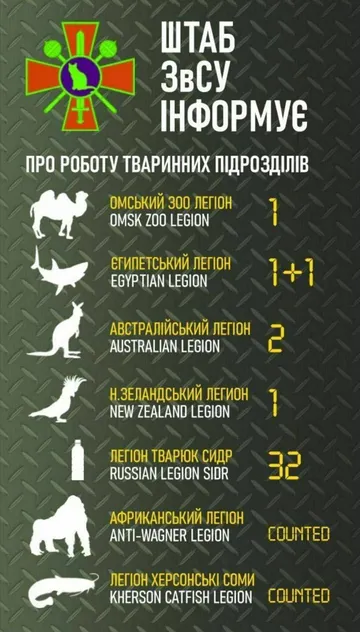 ШТАБ
ЗвСУ
ІНФОРМУЄ
ПРО РОБОТУ ТВАРИННИХ ПІДРОЗДІЛІВ
ОМСЬКИЙ ЗОО ЛЕГІОН
OMSK ZOO LEGION
1
ЄГИПЕТСЬКИЙ ЛЕГІОН
EGYPTIAN LEGION
1+1
АВСТРАЛІЙСЬКИЙ ЛЕГІОН
AUSTRALIAN LEGION
2
Н.ЗЕЛАНДСЬКИЙ ЛЕГИОН
NEW ZEALAND LEGION
1
ЛЕГІОН ТВАРЮК СИДР
RUSSIAN LEGION SIDR
32
АФРИКАНСЬКИЙ ЛЕГІОН
ANTI-WAGNER LEGION
COUNTED
ЛЕГІОН ХЕРСОНСЬКІ СОМИ
KHERSON CATFISH LEGION
COUNTED